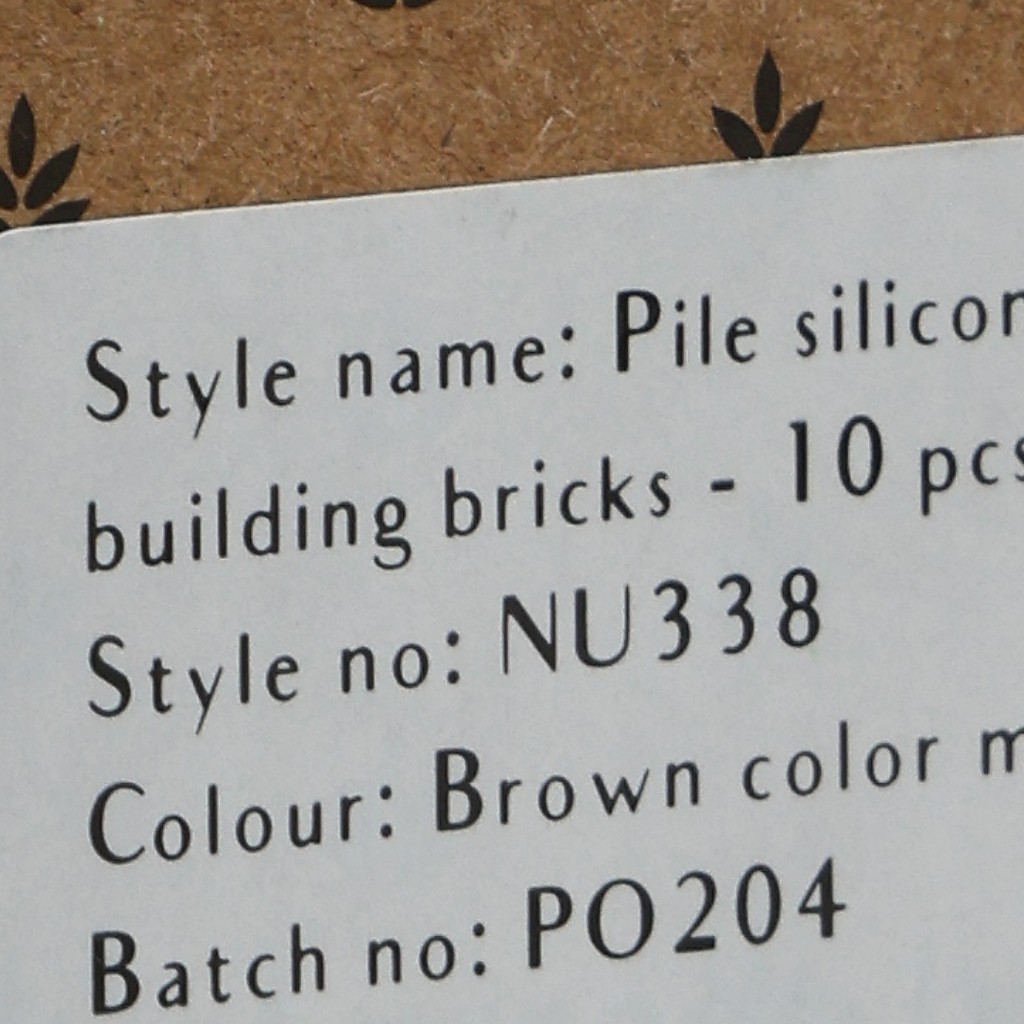 Style name: Pile silicon
building bricks - 10 pcs
Style no: NU338
Colour: Brown color m
Batch no: PO204